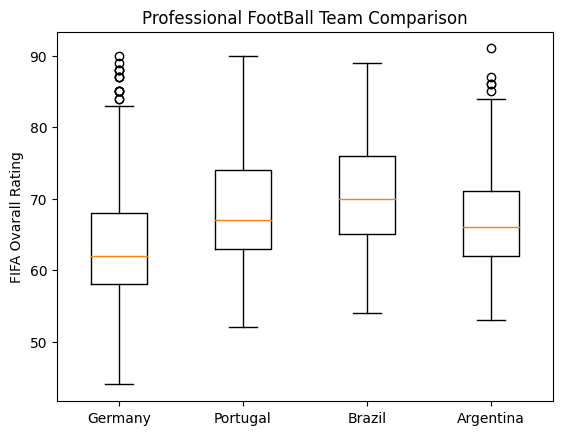 Professional FootBall Team Comparison
FIFA Ovarall Rating
90
80
70
60
50
Germany Portugal Brazil Argentina